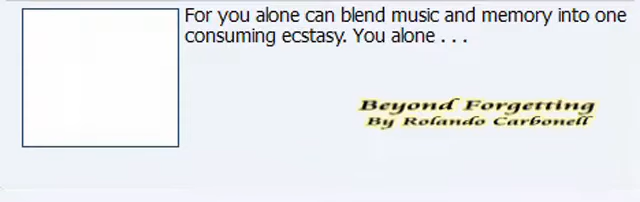 For you alone can blend music and memory into one
consuming ecstasy. You alone . . .
Beyond Forgetting
By Rolando Carbonell